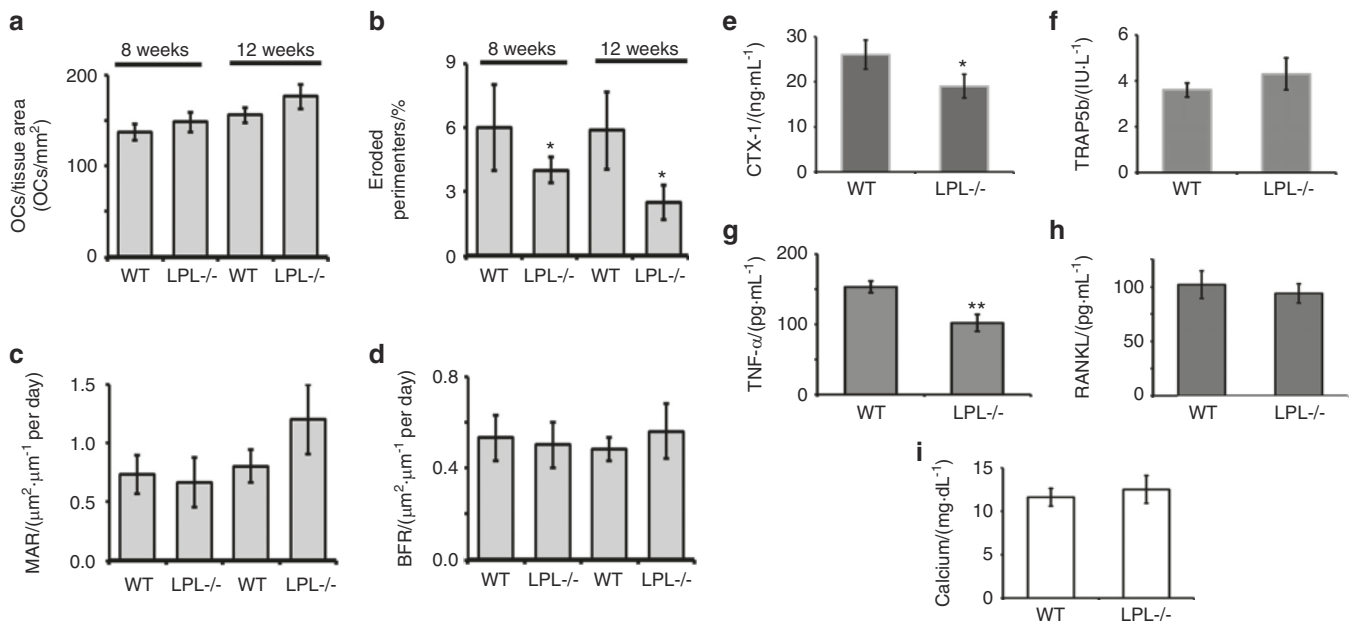 a
8 weeks 12 weeks
OCs/tissue area
(OCs/mm²)
200
150
100
50
0
WT LPL-/- WT LPL-/-
b
8 weeks 12 weeks
Eroded
perimenters/%
9
6
3
0
*
*
WT LPL-/- WT LPL-/-
c
MAR/(µm²·µm⁻¹ per day)
1.5
1.0
0.5
0.0
WT LPL-/- WT LPL-/-
d
BFR/(µm²·µm⁻¹ per day)
0.8
0.4
0.0
WT LPL-/- WT LPL-/-
e
CTX-1/(ng·mL⁻¹)
30
20
10
0
*
WT LPL-/-
f
TRAP5b/(IU·L⁻¹)
6
4
2
0
WT LPL-/-
g
TNF-α/(pg·mL⁻¹)
150
100
50
0
**
WT LPL-/-
h
RANKL/(pg·mL⁻¹)
100
50
0
WT LPL-/-
i
Calcium/(mg·dL⁻¹)
15
10
5
0
WT LPL-/-